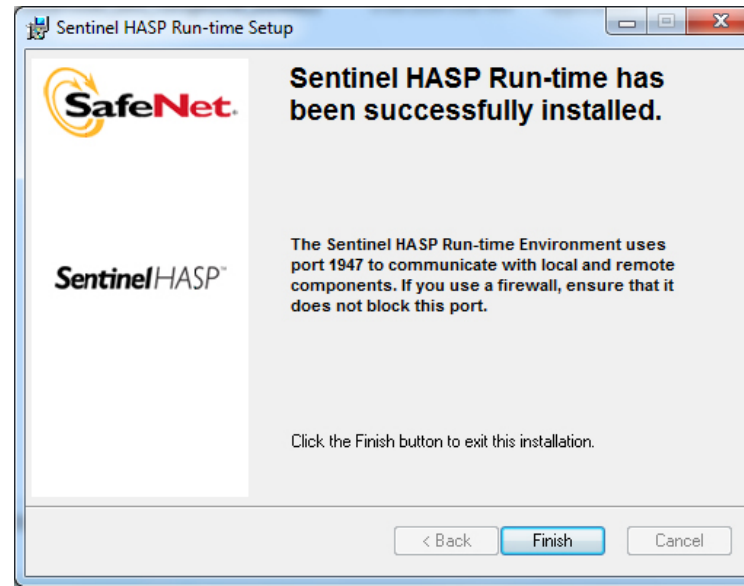 Sentinel HASP Run-time Setup
SafeNet.
Sentinel HASP Run-time has
been successfully installed.
SentinelHASP™
The Sentinel HASP Run-time Environment uses
port 1947 to communicate with local and remote
components. If you use a firewall, ensure that it
does not block this port.
Click the Finish button to exit this installation.
< Back
Finish
Cancel